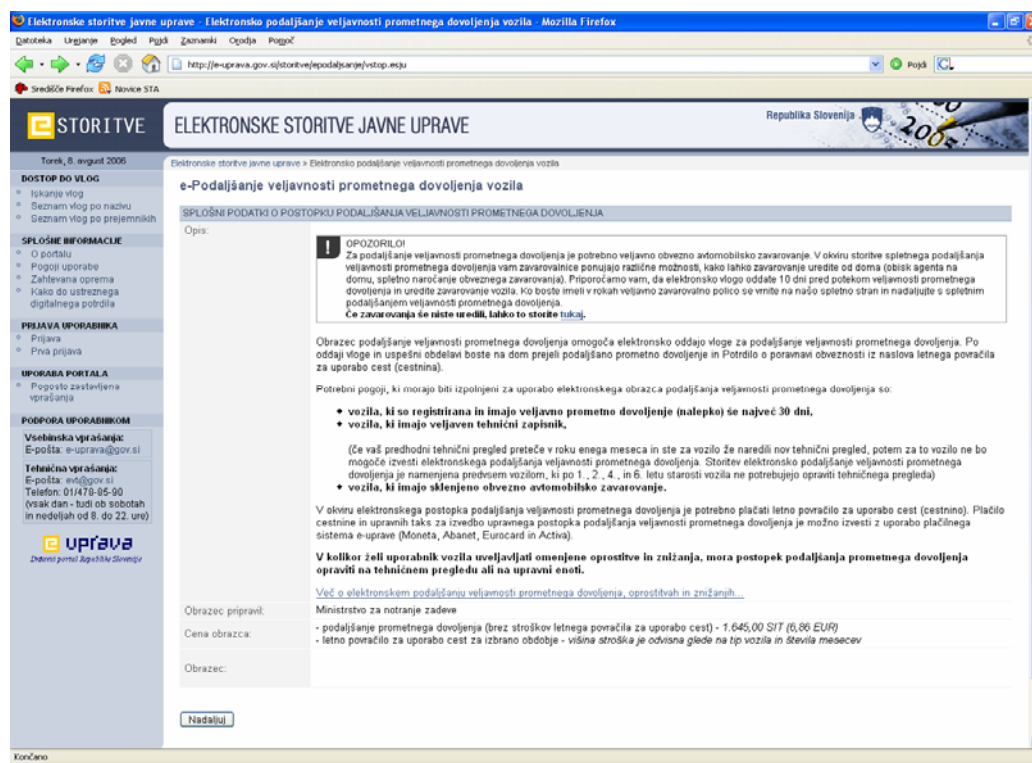 Elektronske storitve javne uprave - Elektronsko podaljšanje veljavnosti prometnega dovoljenja vozila - Mozilla Firefox
Datoteka Urejanje Pogled Pojdi Zaznamki Orodja Pomoč
http://e-uprava.gov.si/storitve/epodaljsanje/vstop.esju
Pojdi
Središče Firefox Novice STA
e STORITVE
ELEKTRONSKE STORITVE JAVNE UPRAVE
Republika Slovenija
Torek, 8. avgust 2006
DOSTOP DO VLOG
Iskanje vlog
Seznam vlog po nazivu
Seznam vlog po prejemnikih
SPLOŠNE INFORMACIJE
O portalu
Pogoji uporabe
Zahtevana oprema
Kako do ustreznega
digitalnega potrdila
PRIJAVA UPORABNIKA
Prijava
Prva prijava
UPORABA PORTALA
Pogosto zastavljena
vprašanja
PODPORA UPORABNIKOM
Vsebinska vprašanja:
E-pošta: e-uprava@gov.si
Tehnična vprašanja:
E-pošta: evt@gov.si
Telefon: 01/478-85-90
(vsak dan - tudi ob sobotah
in nedeljah od 8. do 22. ure)
e uprava
Državni portal Republike Slovenije
Elektronske storitve javne uprave » Elektronsko podaljšanje veljavnosti prometnega dovoljenja vozila
e-Podaljšanje veljavnosti prometnega dovoljenja vozila
SPLOŠNI PODATKI O POSTOPKU PODALJŠANJA VELJAVNOSTI PROMETNEGA DOVOLJENJA
Opis:
OPOZORILO!
Za podaljšanje veljavnosti prometnega dovoljenja je potrebno veljavno obvezno avtomobilsko zavarovanje. V okviru storitve spletnega podaljšanja
veljavnosti prometnega dovoljenja vam zavarovalnice ponujajo različne možnosti, kako lahko zavarovanje uredite od doma (obisk agenta na
domu, spletno naročanje obveznega zavarovanja). Priporočamo vam, da elektronsko vlogo oddate 10 dni pred potekom veljavnosti prometnega
dovoljenja in uredite zavarovanje vozila. Ko boste imeli v rokah veljavno zavarovalno polico se vrnite na našo spletno stran in nadaljujte s spletnim
podaljšanjem veljavnosti prometnega dovoljenja.
Če zavarovanja še niste uredili, lahko to storite tukaj.
Obrazec podaljšanje veljavnosti prometnega dovoljenja omogoča elektronsko oddajo vloge za podaljšanje veljavnosti prometnega dovoljenja. Po
oddaji vloge in uspešni obdelavi boste na dom prejeli podaljšano prometno dovoljenje in Potrdilo o poravnavi obveznosti iz naslova letnega povračila
za uporabo cest (cestnina).
Potrebni pogoji, ki morajo biti izpolnjeni za uporabo elektronskega obrazca podaljšanja veljavnosti prometnega dovoljenja so:
vozila, ki so registrirana in imajo veljavno prometno dovoljenje (nalepko) še največ 30 dni,
vozila, ki imajo veljaven tehnični zapisnik,
(če vaš predhodni tehnični pregled preteče v roku enega meseca in ste za vozilo že naredili nov tehnični pregled, potem za to vozilo ne bo
mogoče izvesti elektronskega podaljšanja veljavnosti prometnega dovoljenja. Storitev elektronsko podaljšanje veljavnosti prometnega
dovoljenja je namenjena predvsem vozilom, ki po 1., 2., 4., in 6. letu starosti vozila ne potrebujejo opraviti tehničnega pregleda)
vozila, ki imajo sklenjeno obvezno avtomobilsko zavarovanje.
V okviru elektronskega postopka podaljšanja veljavnosti prometnega dovoljenja je potrebno plačati letno povračilo za uporabo cest (cestnino). Plačilo
cestnine in upravnih taks za izvedbo upravnega postopka podaljšanja veljavnosti prometnega dovoljenja je možno izvesti z uporabo plačilnega
sistema e-uprave (Moneta, Abanet, Eurocard in Activa).
V kolikor želi uporabnik vozila uveljavljati omenjene oprostitve in znižanja, mora postopek podaljšanja prometnega dovoljenja
opraviti na tehničnem pregledu ali na upravni enoti.
Več o elektronskem podaljšanju veljavnosti prometnega dovoljenja, oprostitvah in znižanjih...
Obrazec pripravil: Ministrstvo za notranje zadeve
Cena obrazca: - podaljšanje prometnega dovoljenja (brez stroškov letnega povračila za uporabo cest) - 1.645,00 SIT (6,86 EUR)
- letno povračilo za uporabo cest za izbrano obdobje - višina stroška je odvisna glede na tip vozila in števila mesecev
Obrazec:
Nadaljuj
Končano